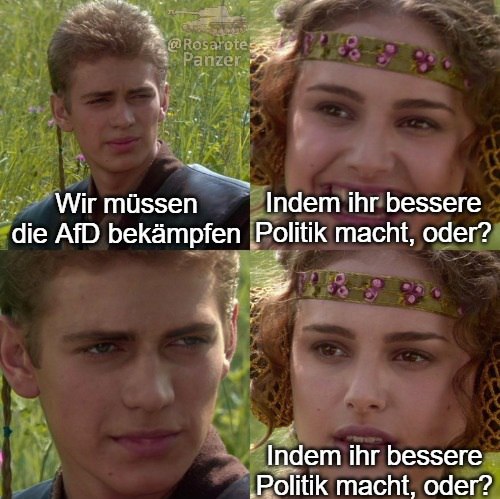 @Rosarote
Panzer
Wir müssen
die AfD bekämpfen
Indem ihr bessere
Politik macht, oder?
Indem ihr bessere
Politik macht, oder?